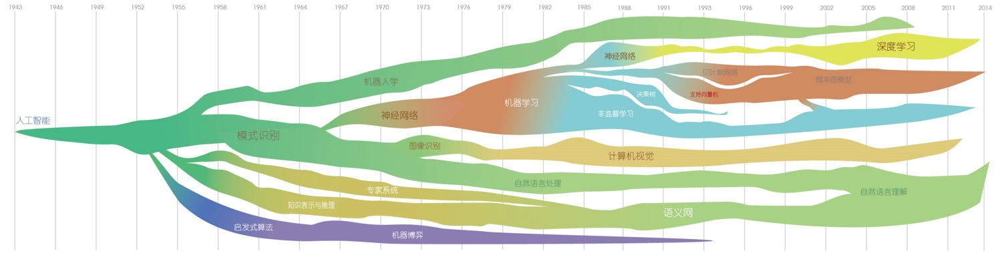 1943 1946 1949 1952 1955 1958 1961 1964 1967 1970 1973 1976 1979 1982 1985 1988 1991 1993 1996 1999 2002 2005 2008 2011 2014
深度学习
神经网络
贝叶斯网络
概率图模型
机器人学
决策树
支持向量机
机器学习
非监督学习
神经网络
人工智能
模式识别
图像识别
计算机视觉
自然语言处理
专家系统
自然语言理解
知识表示与推理
语义网
启发式算法
机器博弈